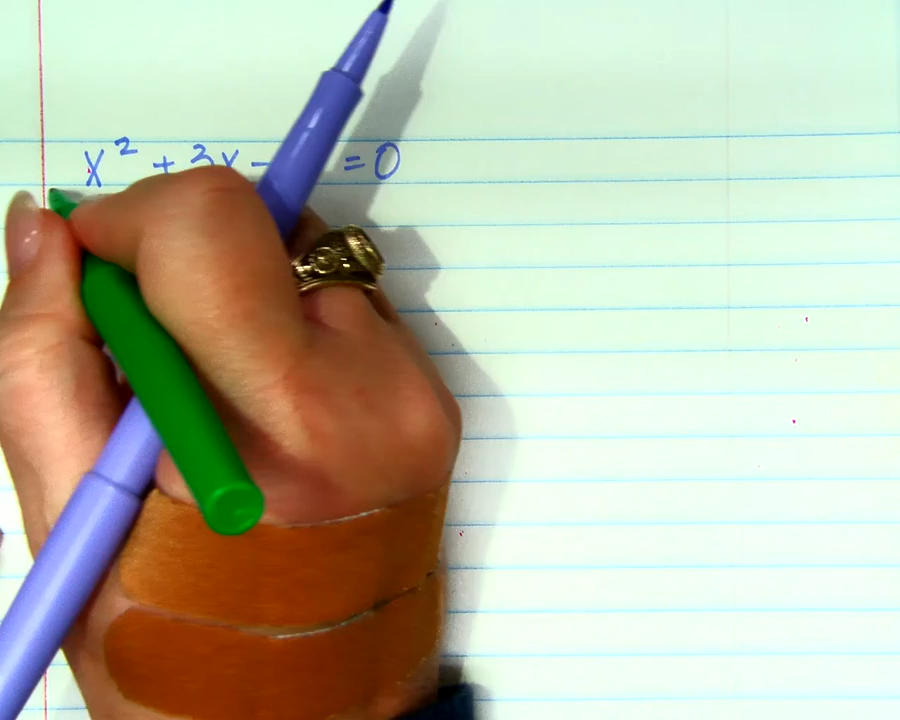 x² + 3x - = 0